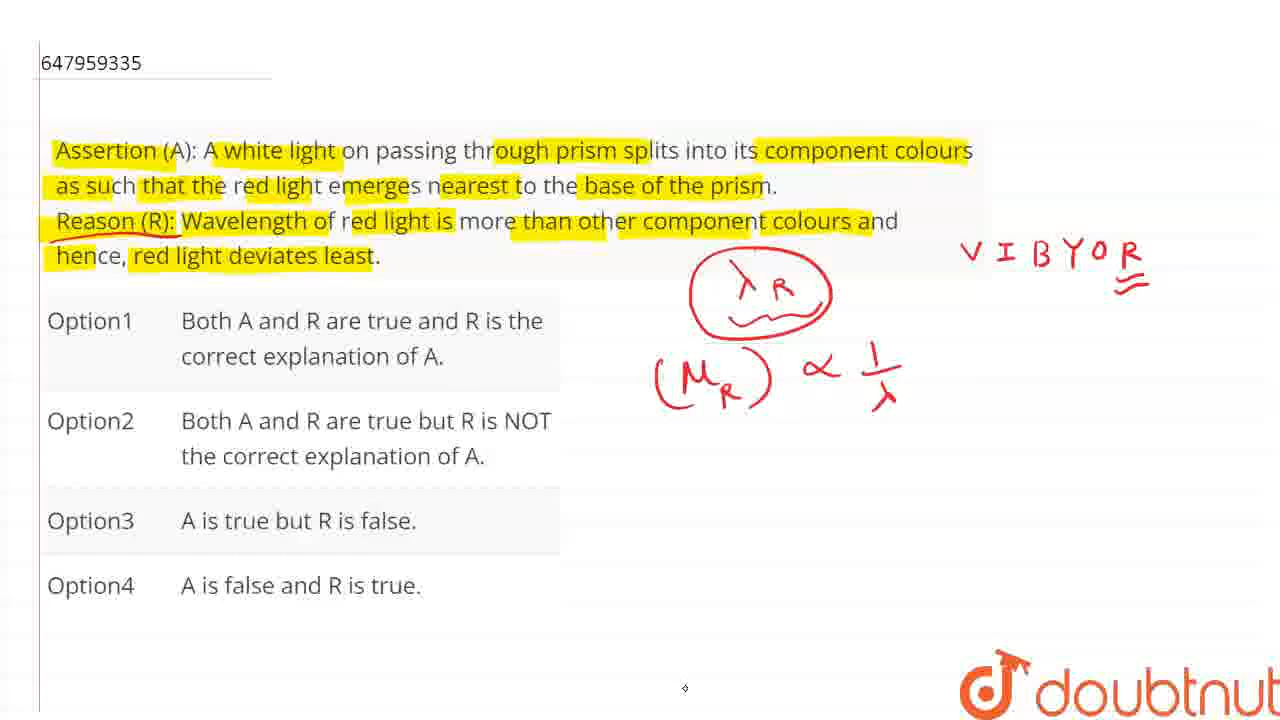 647959335
Assertion (A): A white light on passing through prism splits into its component colours
as such that the red light emerges nearest to the base of the prism.
Reason (R): Wavelength of red light is more than other component colours and
hence, red light deviates least.
V I B Y O R
λ R
(μ_R) ∝ 1/λ
Option1 Both A and R are true and R is the
correct explanation of A.
Option2 Both A and R are true but R is NOT
the correct explanation of A.
Option3 A is true but R is false.
Option4 A is false and R is true.
doubtnut